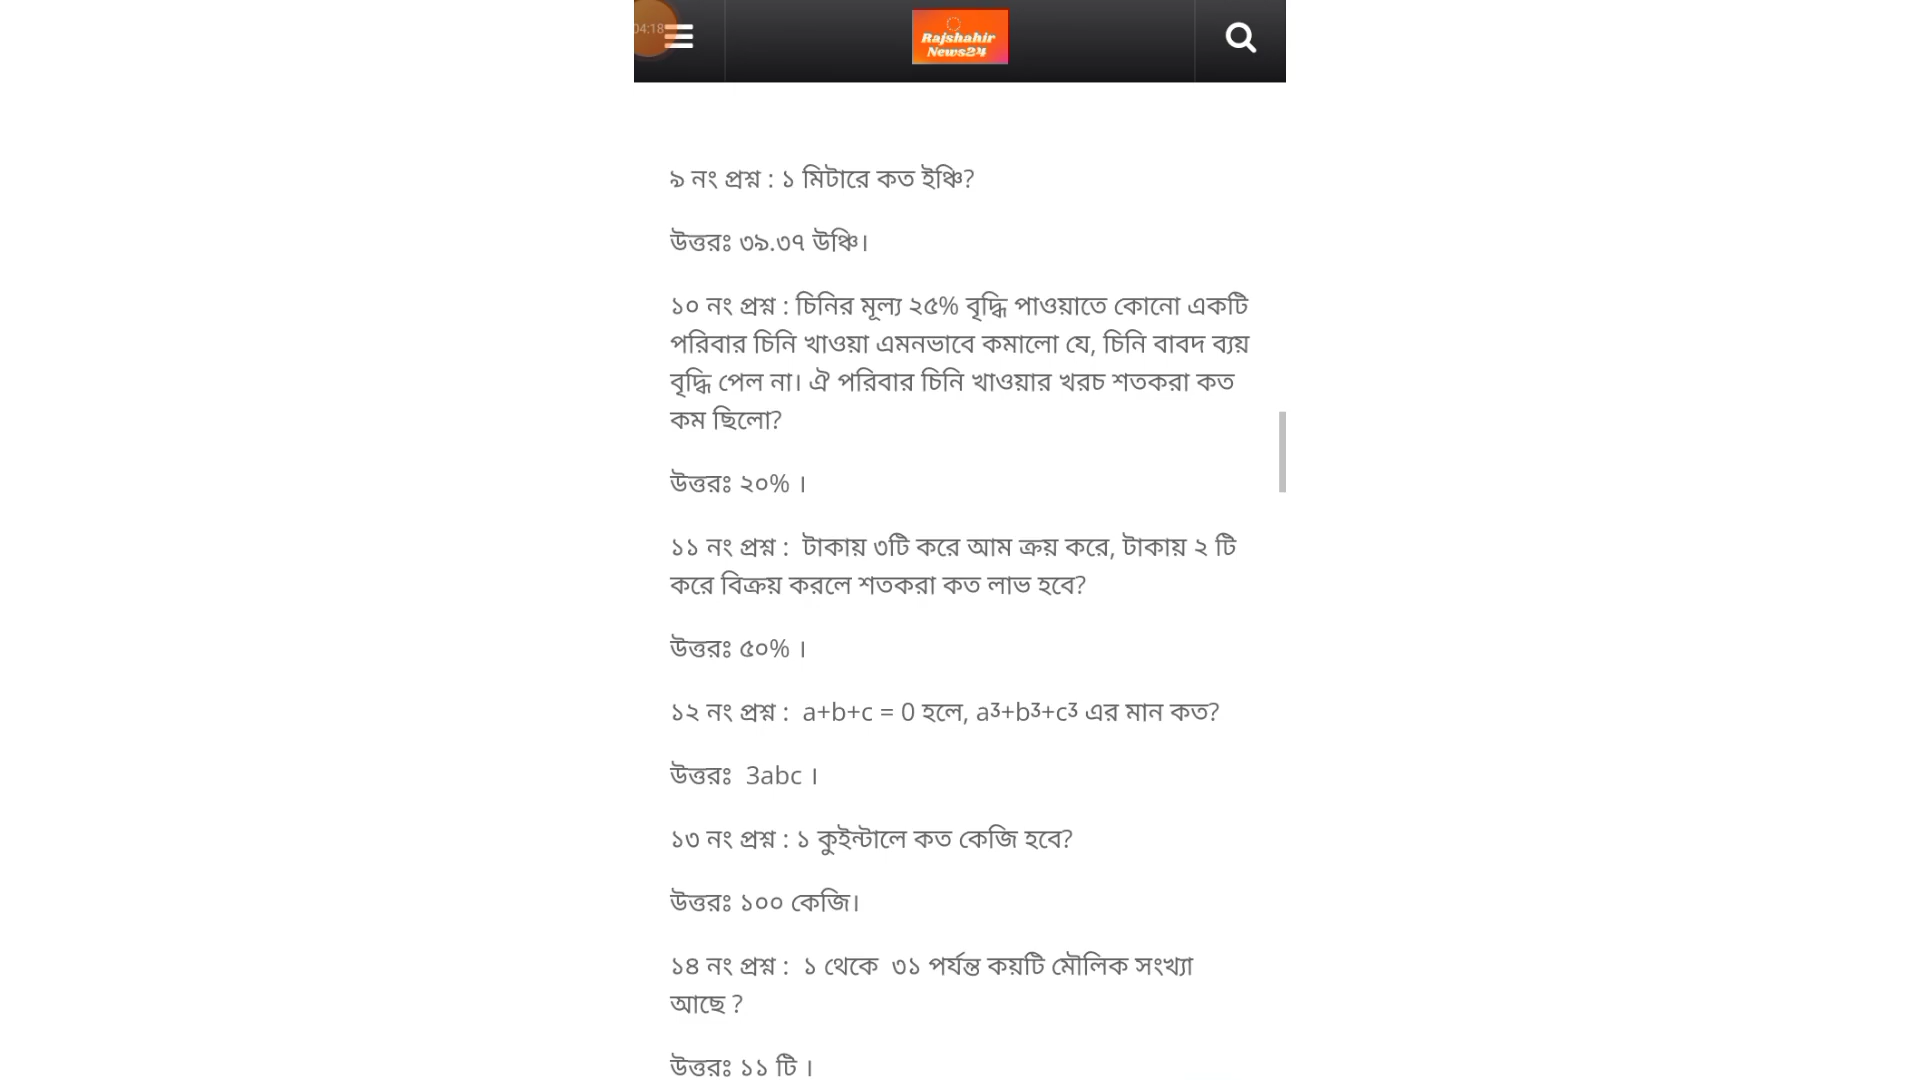 04:18
Rajshahir
News24
৯ নং প্রশ্ন : ১ মিটারে কত ইঞ্চি?
উত্তরঃ ৩৯.৩৭ উঞ্চি।
১০ নং প্রশ্ন : চিনির মূল্য ২৫% বৃদ্ধি পাওয়াতে কোনো একটি
পরিবার চিনি খাওয়া এমনভাবে কমালো যে, চিনি বাবদ ব্যয়
বৃদ্ধি পেল না। ঐ পরিবার চিনি খাওয়ার খরচ শতকরা কত
কম ছিলো?
উত্তরঃ ২০% ।
১১ নং প্রশ্ন :  টাকায় ৩টি করে আম ক্রয় করে, টাকায় ২ টি
করে বিক্রয় করলে শতকরা কত লাভ হবে?
উত্তরঃ ৫০% ।
১২ নং প্রশ্ন :  a+b+c = 0 হলে, a³+b³+c³ এর মান কত?
উত্তরঃ  3abc ।
১৩ নং প্রশ্ন : ১ কুইন্টালে কত কেজি হবে?
উত্তরঃ ১০০ কেজি।
১৪ নং প্রশ্ন :  ১ থেকে  ৩১ পর্যন্ত কয়টি মৌলিক সংখ্যা
আছে ?
উত্তরঃ ১১ টি ।